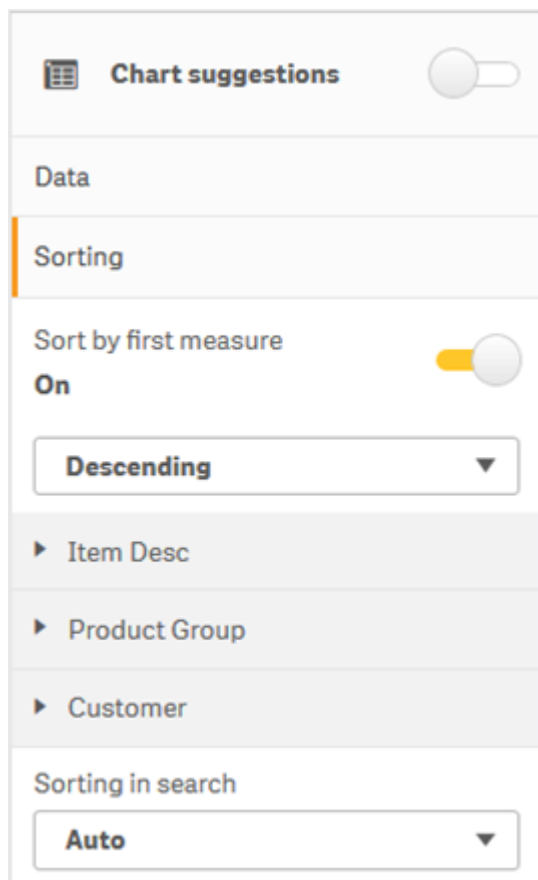 Chart suggestions
Data
Sorting
Sort by first measure
On
Descending
Item Desc
Product Group
Customer
Sorting in search
Auto